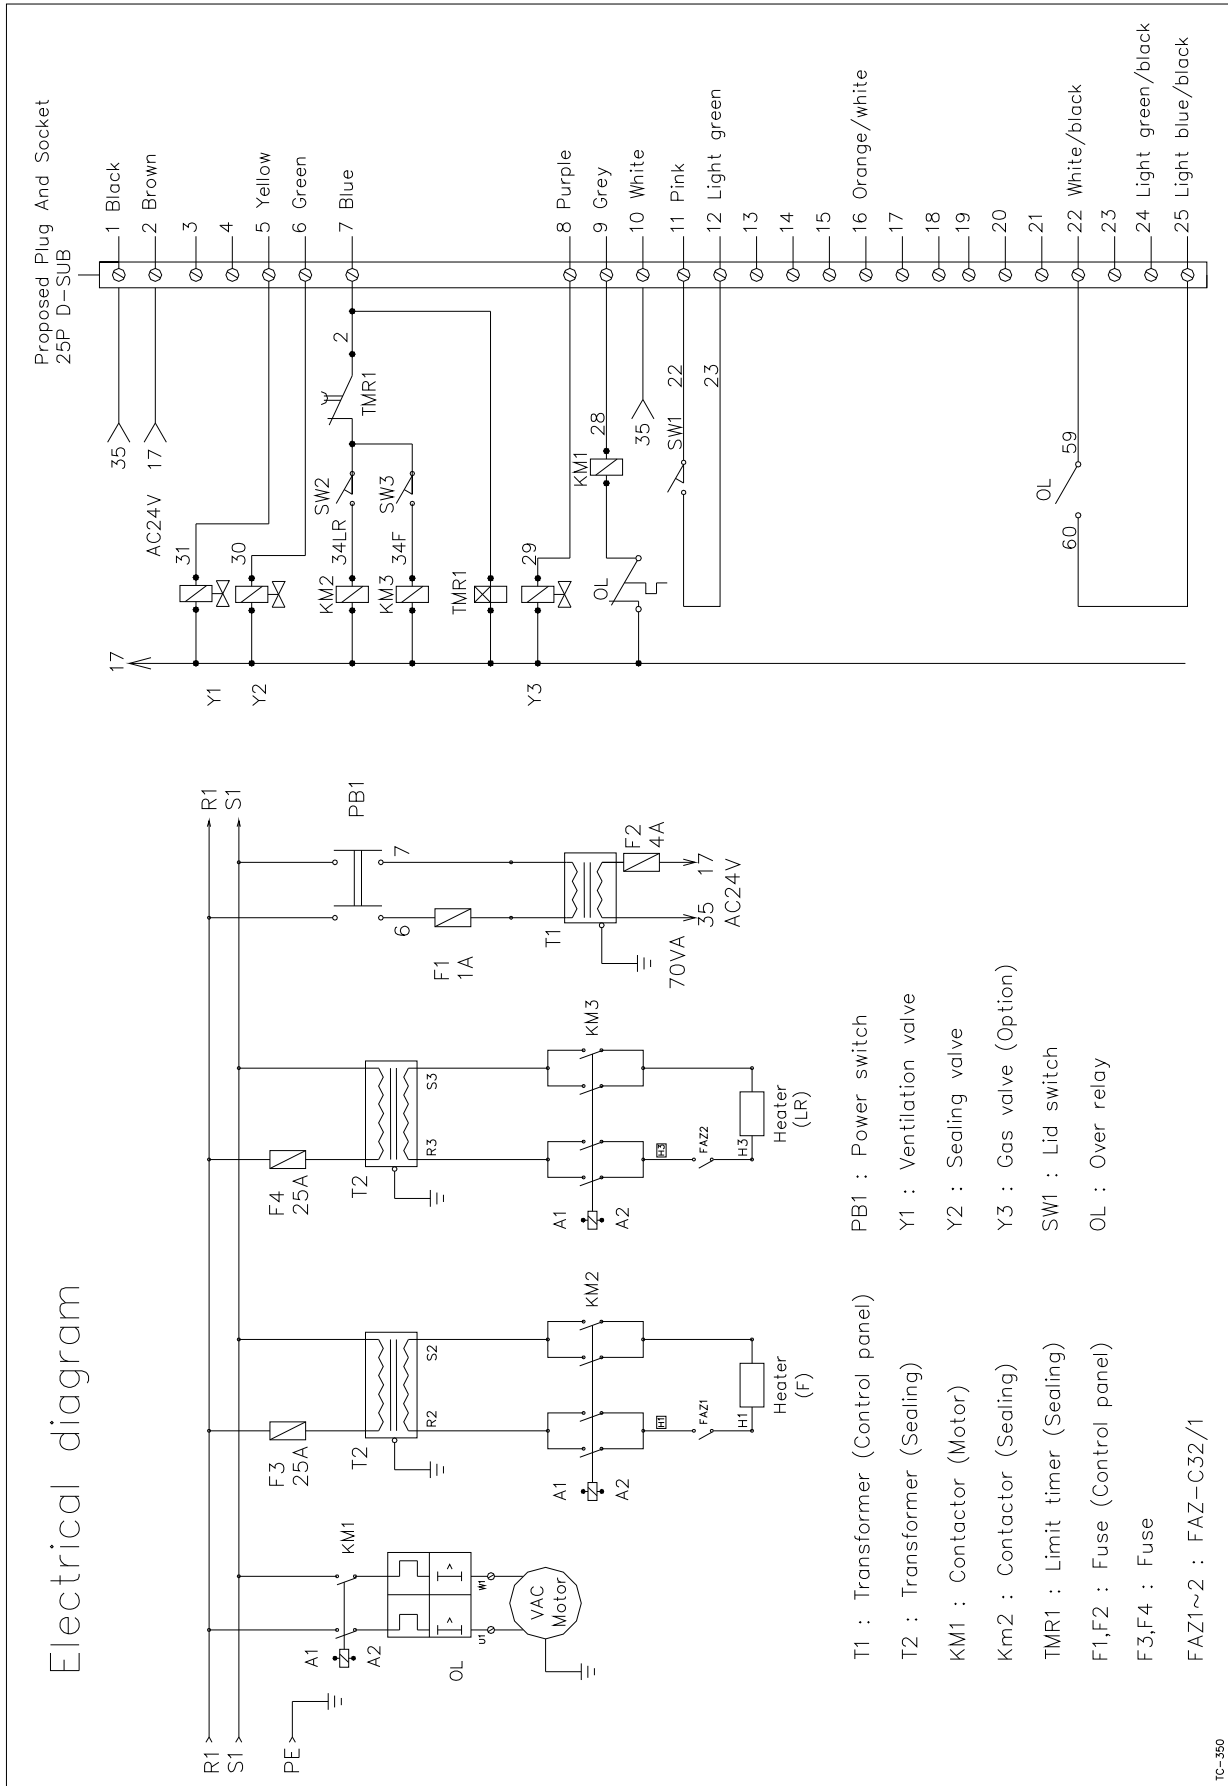 Electrical diagram
R1
S1
PE
A1
A2
KM1
OL
U1
W1
VAC
Motor
F3
25A
T2
R2
S2
A1
A2
KM2
H1
FAZ1
H1
Heater
(F)
F4
25A
T2
R3
S3
A1
A2
KM3
H3
FAZ2
H3
Heater
(LR)
R1
S1
PB1
6
7
F1
1A
T1
70VA
F2
4A
35
17
AC24V
T1 : Transformer (Control panel)
T2 : Transformer (Sealing)
KM1 : Contactor (Motor)
Km2 : Contactor (Sealing)
TMR1 : Limit timer (Sealing)
F1,F2 : Fuse (Control panel)
F3,F4 : Fuse
FAZ1~2 : FAZ-C32/1
PB1 : Power switch
Y1 : Ventilation valve
Y2 : Sealing valve
Y3 : Gas valve (Option)
SW1 : Lid switch
OL : Over relay
Proposed Plug And Socket
25P D-SUB
17
35
17
AC24V
Y1
31
Y2
30
KM2
34LR
SW2
KM3
34F
SW3
TMR1
2
TMR1
Y3
29
OL
KM1
28
35
SW1
22
23
OL
60
59
1 Black
2 Brown
3
4
5 Yellow
6 Green
7 Blue
8 Purple
9 Grey
10 White
11 Pink
12 Light green
13
14
15
16 Orange/white
17
18
19
20
21
22 White/black
23
24 Light green/black
25 Light blue/black
TC-350